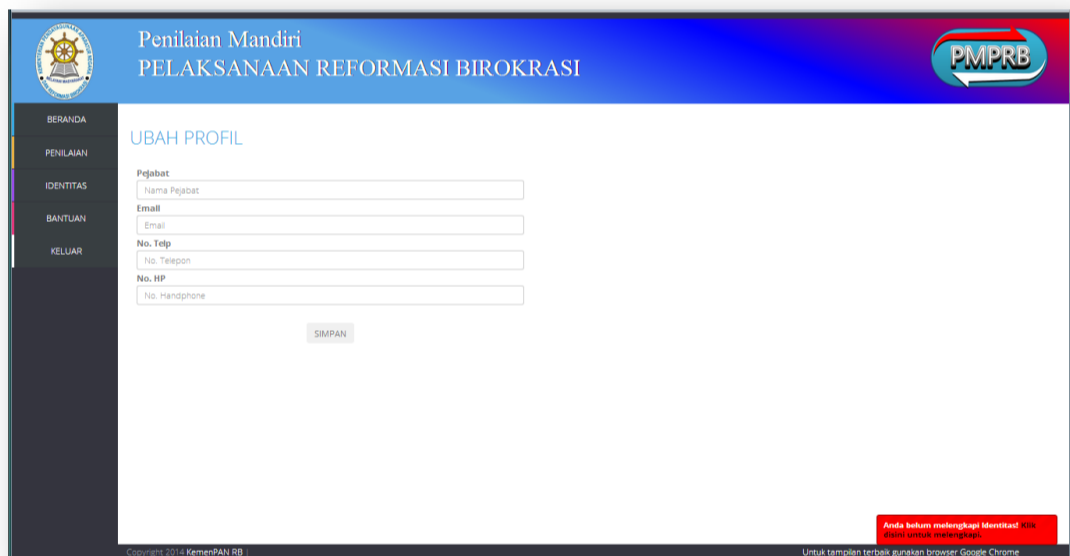 Penilaian Mandiri
PELAKSANAAN REFORMASI BIROKRASI
PMPRB
BERANDA
PENILAIAN
IDENTITAS
BANTUAN
KELUAR
UBAH PROFIL
Pejabat
Nama Pejabat
Email
Email
No. Telp
No. Telepon
No. HP
No. Handphone
SIMPAN
Anda belum melengkapi Identitas! Klik
disini untuk melengkapi.
Copyright 2014 KemenPAN RB |
Untuk tampilan terbaik gunakan browser Google Chrome